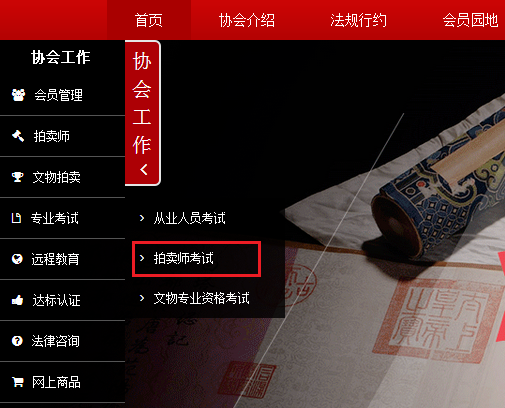 首页 协会介绍 法规行约 会员园地
协会工作
协会工作
会员管理
拍卖师
文物拍卖
专业考试
从业人员考试
远程教育
拍卖师考试
达标认证
文物专业资格考试
法律咨询
网上商品